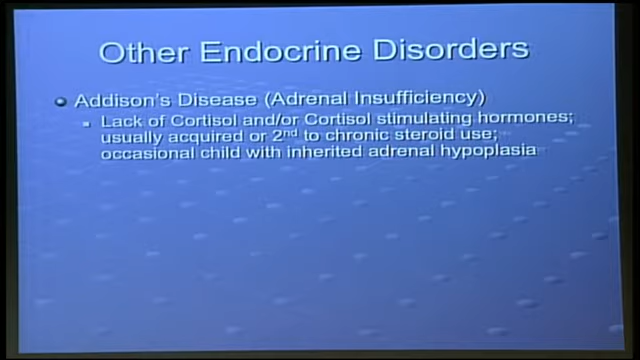 Other Endocrine Disorders
Addison's Disease (Adrenal Insufficiency)
Lack of Cortisol and/or Cortisol stimulating hormones;
usually acquired or 2nd to chronic steroid use;
occasional child with inherited adrenal hypoplasia